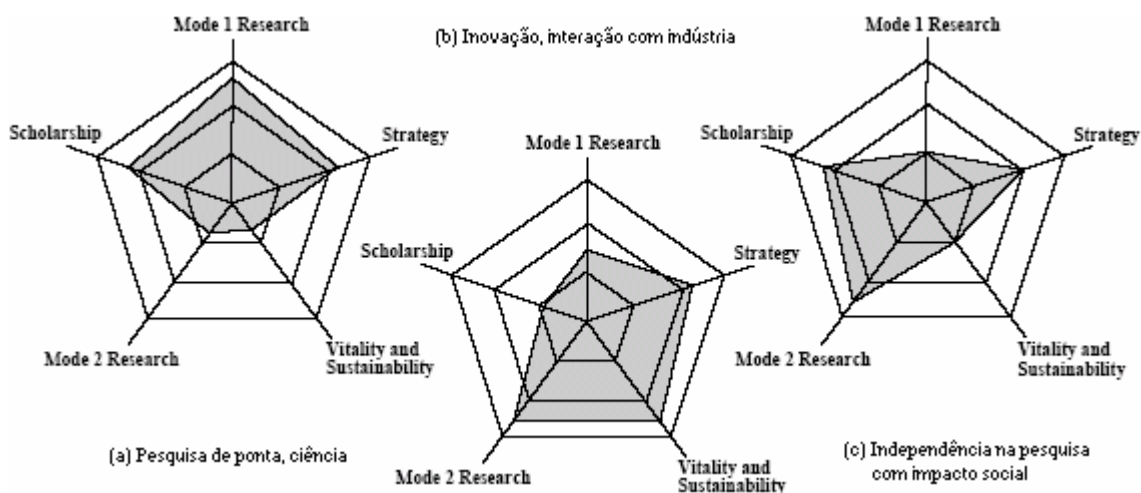 Mode 1 Research
Scholarship
Strategy
Mode 2 Research
Vitality and
Sustainability
(a) Pesquisa de ponta, ciência
(b) Inovação, interação com indústria
Mode 1 Research
Scholarship
Strategy
Mode 2 Research
Vitality and
Sustainability
Mode 1 Research
Scholarship
Strategy
Mode 2 Research
Vitality and
Sustainability
(c) Independência na pesquisa
com impacto social